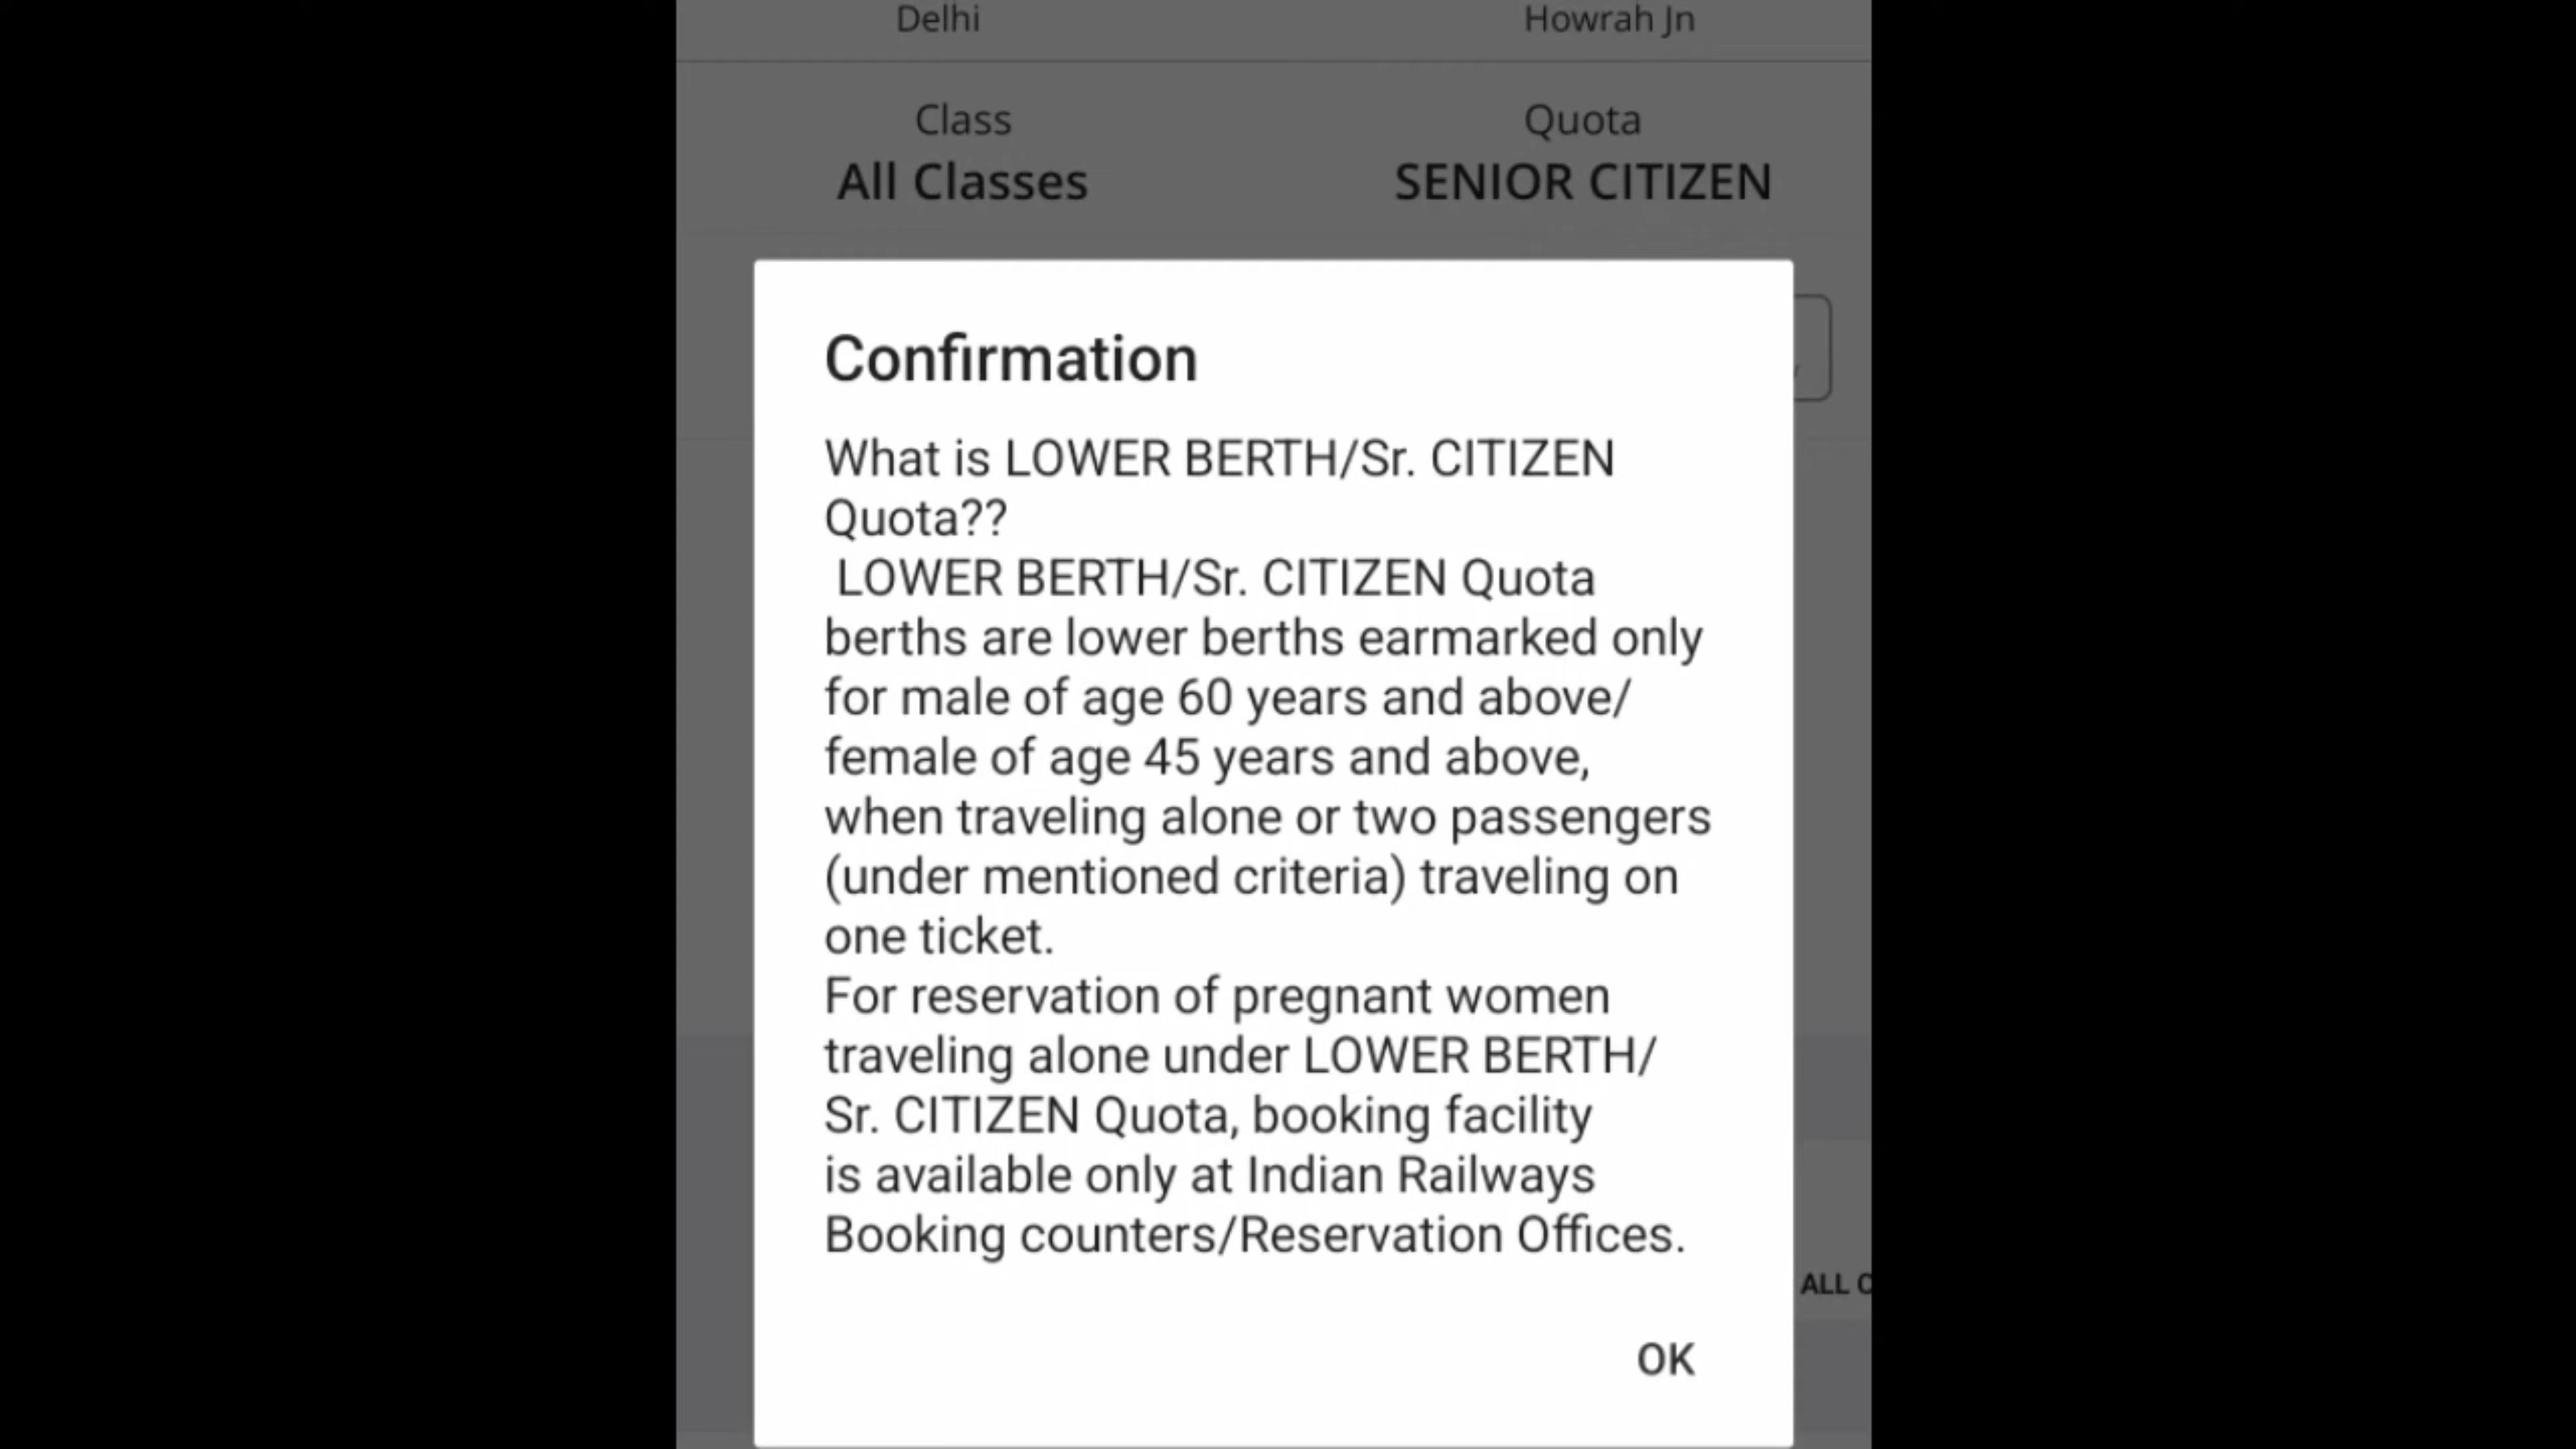 Delhi Howrah Jn
Class Quota
All Classes SENIOR CITIZEN
Confirmation
What is LOWER BERTH/Sr. CITIZEN
Quota??
LOWER BERTH/Sr. CITIZEN Quota
berths are lower berths earmarked only
for male of age 60 years and above/
female of age 45 years and above,
when traveling alone or two passengers
(under mentioned criteria) traveling on
one ticket.
For reservation of pregnant women
traveling alone under LOWER BERTH/
Sr. CITIZEN Quota, booking facility
is available only at Indian Railways
Booking counters/Reservation Offices.
ALL
OK